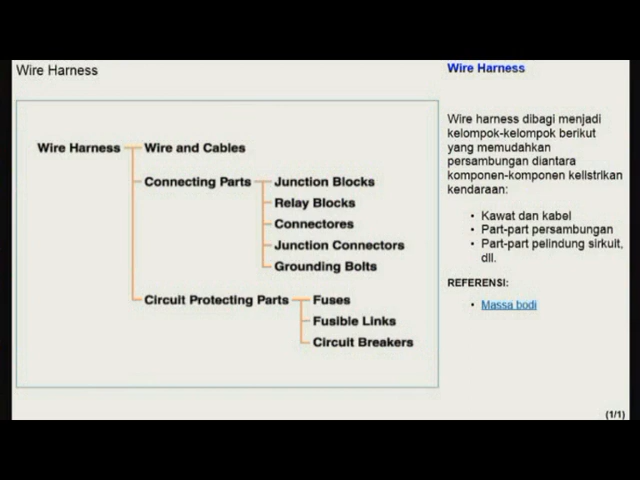 Wire Harness
Wire Harness
Wire Harness
Wire and Cables
Connecting Parts
Junction Blocks
Relay Blocks
Connectores
Junction Connectors
Grounding Bolts
Circuit Protecting Parts
Fuses
Fusible Links
Circuit Breakers
Wire harness dibagi menjadi
kelompok-kelompok berikut
yang memudahkan
persambungan diantara
komponen-komponen kelistrikan
kendaraan:
• Kawat dan kabel
• Part-part persambungan
• Part-part pelindung sirkuit,
dll.
REFERENSI:
• Massa bodi
(1/1)